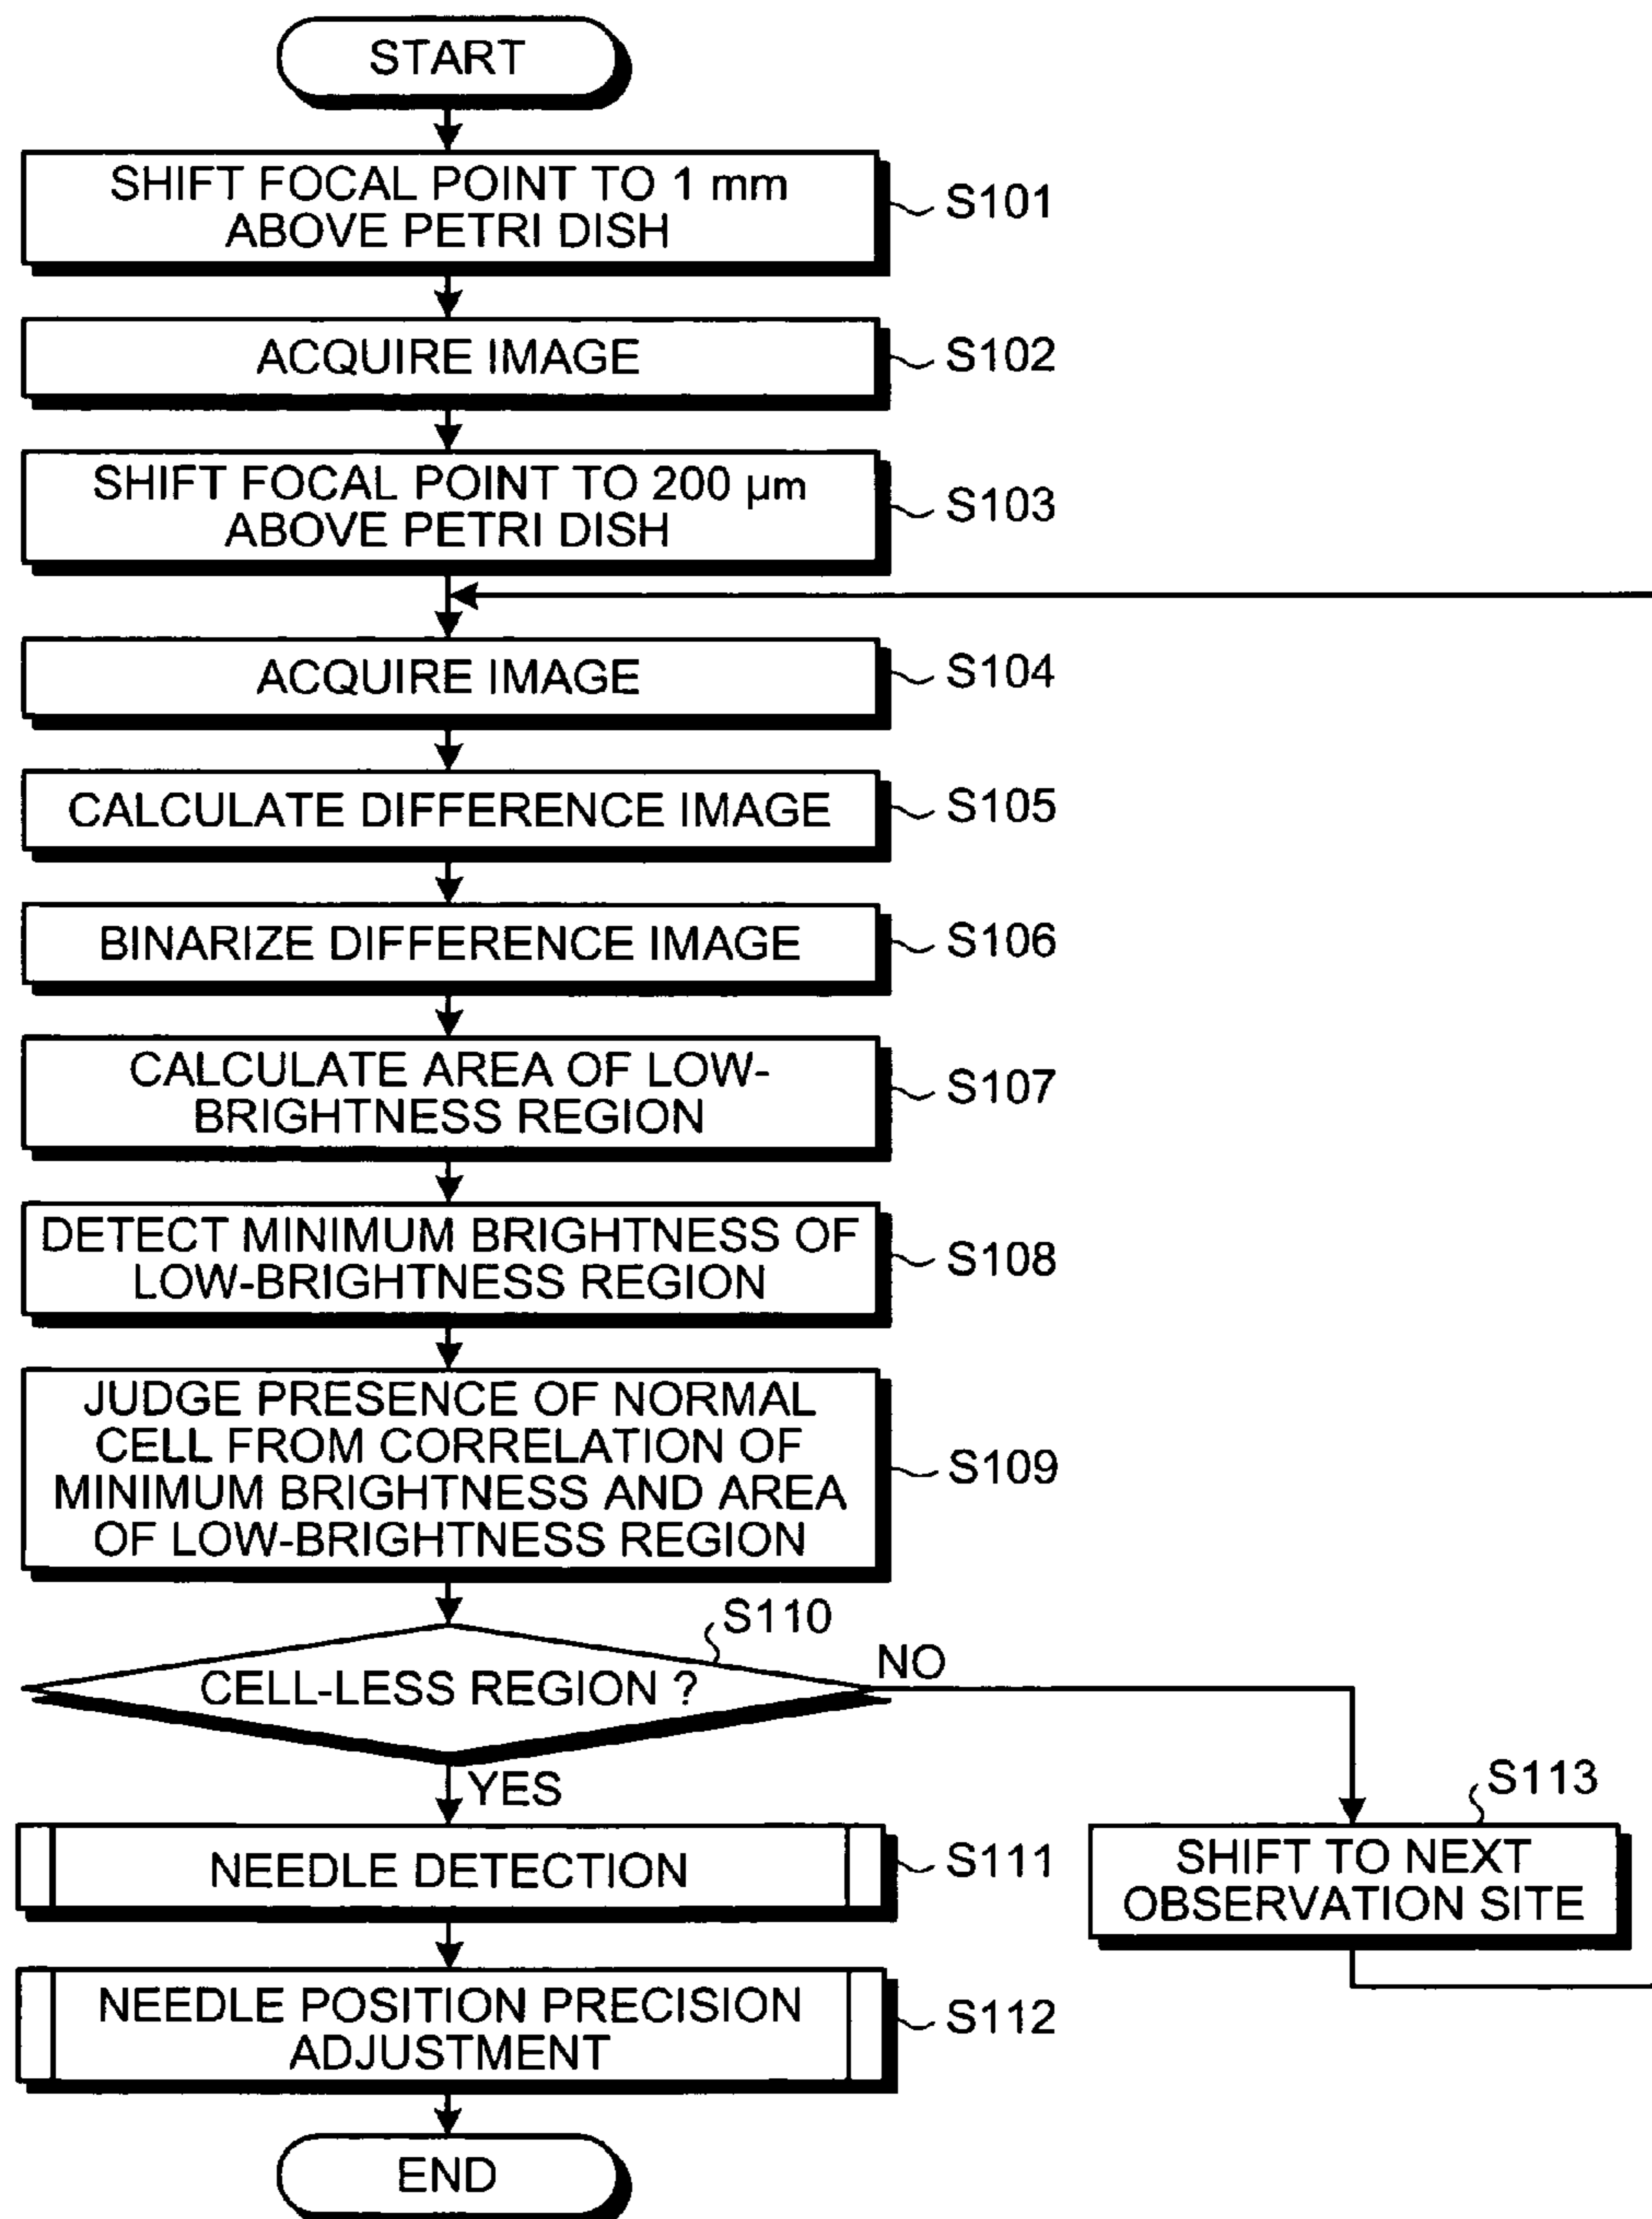 START
SHIFT FOCAL POINT TO 1 mm
ABOVE PETRI DISH
S101
ACQUIRE IMAGE
S102
SHIFT FOCAL POINT TO 200 µm
ABOVE PETRI DISH
S103
ACQUIRE IMAGE
S104
CALCULATE DIFFERENCE IMAGE
S105
BINARIZE DIFFERENCE IMAGE
S106
CALCULATE AREA OF LOW-
BRIGHTNESS REGION
S107
DETECT MINIMUM BRIGHTNESS OF
LOW-BRIGHTNESS REGION
S108
JUDGE PRESENCE OF NORMAL
CELL FROM CORRELATION OF
MINIMUM BRIGHTNESS AND AREA
OF LOW-BRIGHTNESS REGION
S109
S110
CELL-LESS REGION ?
NO
YES
S113
SHIFT TO NEXT
OBSERVATION SITE
NEEDLE DETECTION
S111
NEEDLE POSITION PRECISION
ADJUSTMENT
S112
END